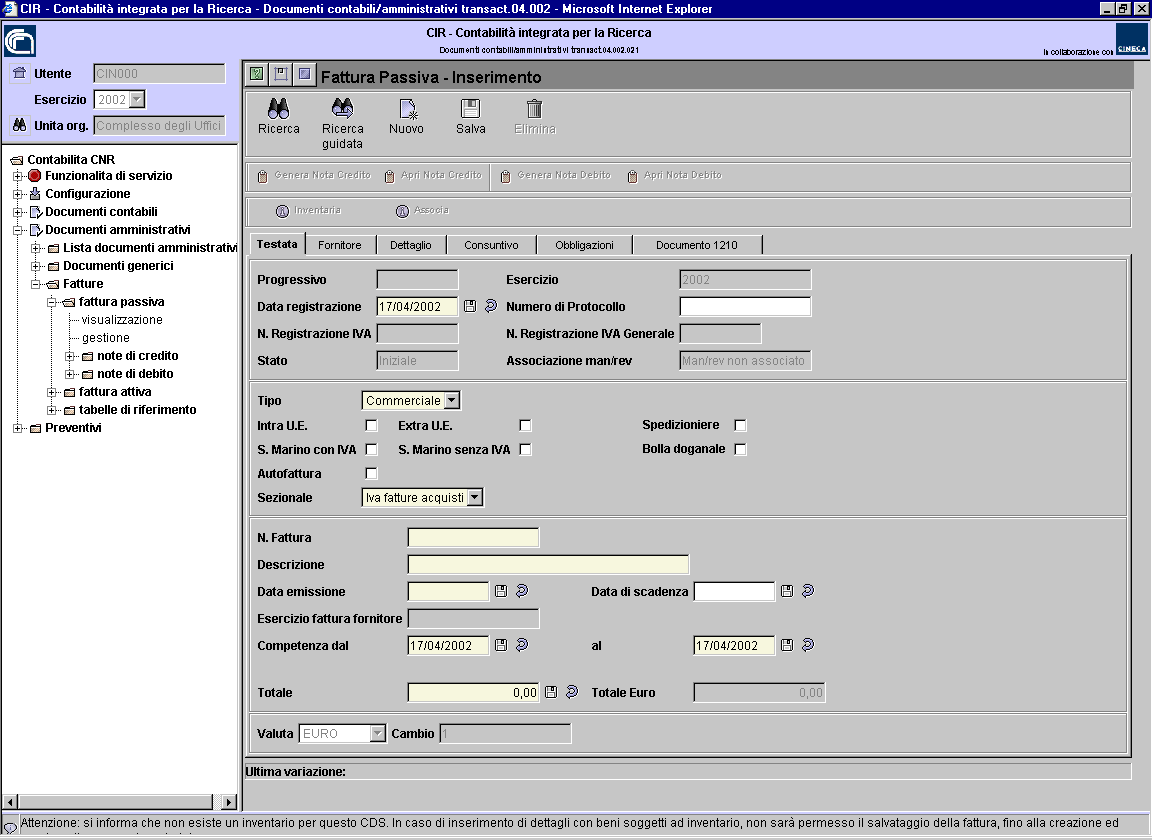 CIR - Contabilità integrata per la Ricerca - Documenti contabili/amministrativi transact.04.002 - Microsoft Internet Explorer
CIR - Contabilità integrata per la Ricerca
Documenti contabili/amministrativi transact.04.002.021
In collaborazione con
CINECA
Utente CIN000
Esercizio 2002
Unita org. Complesso degli Uffici
Contabilita CNR
Funzionalita di servizio
Configurazione
Documenti contabili
Documenti amministrativi
Lista documenti amministrativi
Documenti generici
Fatture
fattura passiva
visualizzazione
gestione
note di credito
note di debito
fattura attiva
tabelle di riferimento
Preventivi
Fattura Passiva - Inserimento
Ricerca
Ricerca guidata
Nuovo
Salva
Elimina
Genera Nota Credito Apri Nota Credito Genera Nota Debito Apri Nota Debito
Inventaria Associa
Testata Fornitore Dettaglio Consuntivo Obbligazioni Documento 1210
Progressivo Esercizio 2002
Data registrazione 17/04/2002 Numero di Protocollo
N. Registrazione IVA N. Registrazione IVA Generale
Stato Iniziale Associazione man/rev Man/rev non associato
Tipo Commerciale
Intra U.E. Extra U.E. Spedizioniere
S. Marino con IVA S. Marino senza IVA Bolla doganale
Autofattura
Sezionale Iva fatture acquisti
N. Fattura
Descrizione
Data emissione Data di scadenza
Esercizio fattura fornitore
Competenza dal 17/04/2002 al 17/04/2002
Totale 0,00 Totale Euro 0,00
Valuta EURO Cambio 1
Ultima variazione:
Attenzione: si informa che non esiste un inventario per questo CDS. In caso di inserimento di dettagli con beni soggetti ad inventario, non sarà permesso il salvataggio della fattura, fino alla creazione ed